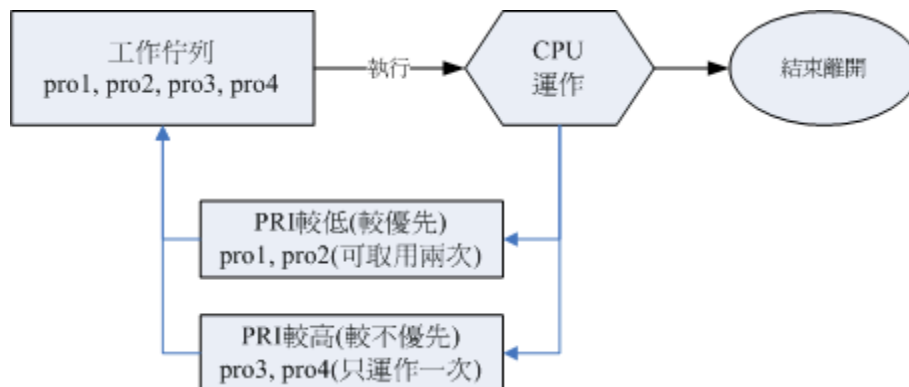 工作佇列
pro1, pro2, pro3, pro4
執行
CPU
運作
結束離開
PRI較低(較優先)
pro1, pro2(可取用兩次)
PRI較高(較不優先)
pro3, pro4(只運作一次)